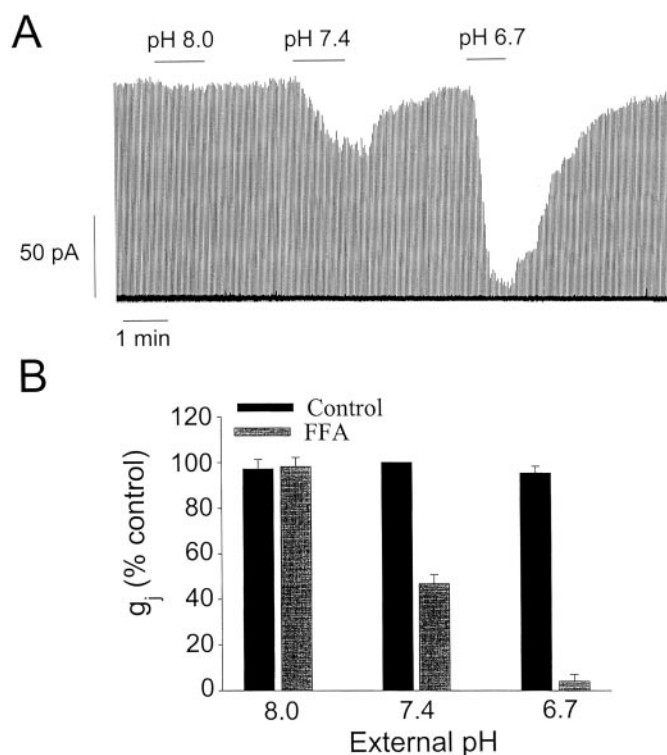 A
pH 8.0 pH 7.4 pH 6.7
50 pA
1 min
B
Control
FFA
120
100
80
60
40
20
0
gj (% control)
8.0 7.4 6.7
External pH